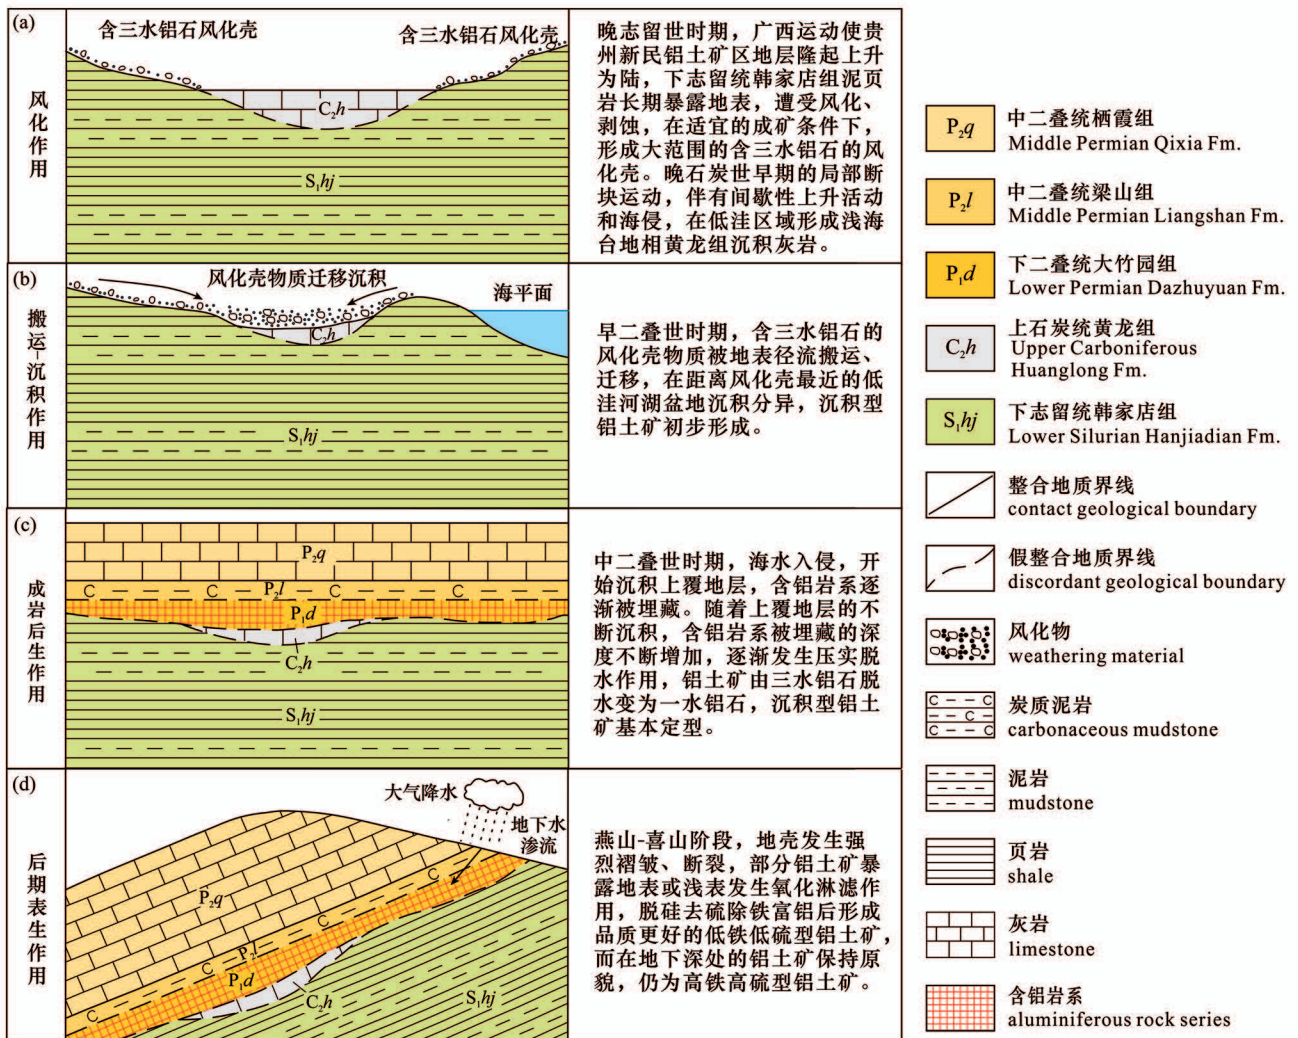 (a)
含三水铝石风化壳
含三水铝石风化壳
C₂h
S₁hj
风化作用
晚志留世时期，广西运动使贵
州新民铝土矿区地层隆起上升
为陆，下志留统韩家店组泥页
岩长期暴露地表，遭受风化、
剥蚀，在适宜的成矿条件下，
形成大范围的含三水铝石的风
化壳。晚石炭世早期的局部断
块运动，伴有间歇性上升活动
和海侵，在低洼区域形成浅海
台地相黄龙组沉积灰岩。
(b)
风化壳物质迁移沉积
海平面
C₂h
S₁hj
搬运-沉积作用
早二叠世时期，含三水铝石的
风化壳物质被地表径流搬运、
迁移，在距离风化壳最近的低
洼河湖盆地沉积分异，沉积型
铝土矿初步形成。
(c)
P₂q
C C C P₂l C
P₁d
C₂h
S₁hj
成岩后生作用
中二叠世时期，海水入侵，开
始沉积上覆地层，含铝岩系逐
渐被埋藏。随着上覆地层的不
断沉积，含铝岩系被埋藏的深
度不断增加，逐渐发生压实脱
水作用，铝土矿由三水铝石脱
水变为一水铝石，沉积型铝土
矿基本定型。
(d)
大气降水
地下水
渗流
C
P₂q
C
P₂l
C
P₁d
C₂h
S₁hj
C
后期表生作用
燕山-喜山阶段，地壳发生强
烈褶皱、断裂，部分铝土矿暴
露地表或浅表发生氧化淋滤作
用，脱硅去硫除铁富铝后形成
品质更好的低铁低硫型铝土矿，
而在地下深处的铝土矿保持原
貌，仍为高铁高硫型铝土矿。
P₂q
中二叠统栖霞组
Middle Permian Qixia Fm.
P₂l
中二叠统梁山组
Middle Permian Liangshan Fm.
P₁d
下二叠统大竹园组
Lower Permian Dazhuyuan Fm.
C₂h
上石炭统黄龙组
Upper Carboniferous
Huanglong Fm.
S₁hj
下志留统韩家店组
Lower Silurian Hanjiadian Fm.
整合地质界线
contact geological boundary
假整合地质界线
discordant geological boundary
风化物
weathering material
C C
C
C C
炭质泥岩
carbonaceous mudstone
泥岩
mudstone
页岩
shale
灰岩
limestone
含铝岩系
aluminiferous rock series